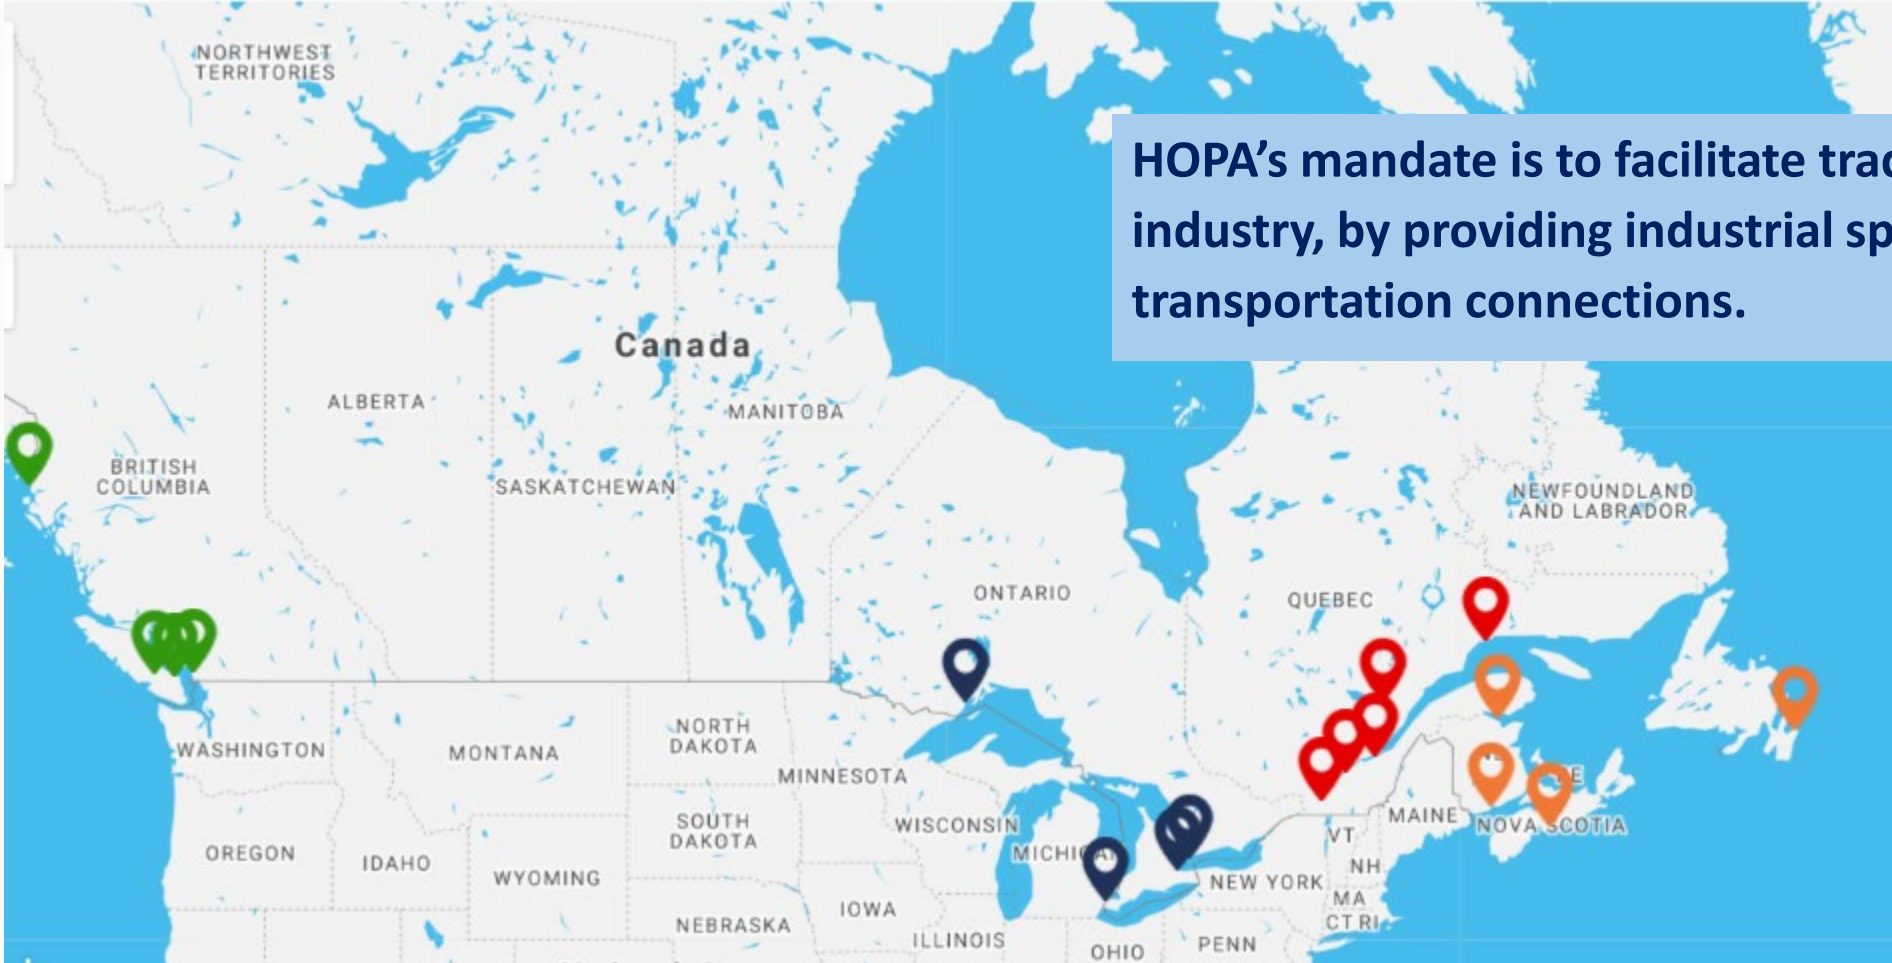 NORTHWEST
TERRITORIES
HOPA’s mandate is to facilitate trad
industry, by providing industrial sp
transportation connections.
Canada
ALBERTA
MANITOBA
BRITISH
COLUMBIA
SASKATCHEWAN
NEWFOUNDLAND
AND LABRADOR
ONTARIO
QUEBEC
NORTH
DAKOTA
WASHINGTON
MONTANA
MINNESOTA
SOUTH
DAKOTA
WISCONSIN
MAINE
NOVA SCOTIA
VT
OREGON
IDAHO
MICHIGAN
NH
WYOMING
NEW YORK
MA
CT RI
IOWA
NEBRASKA
ILLINOIS
OHIO
PENN